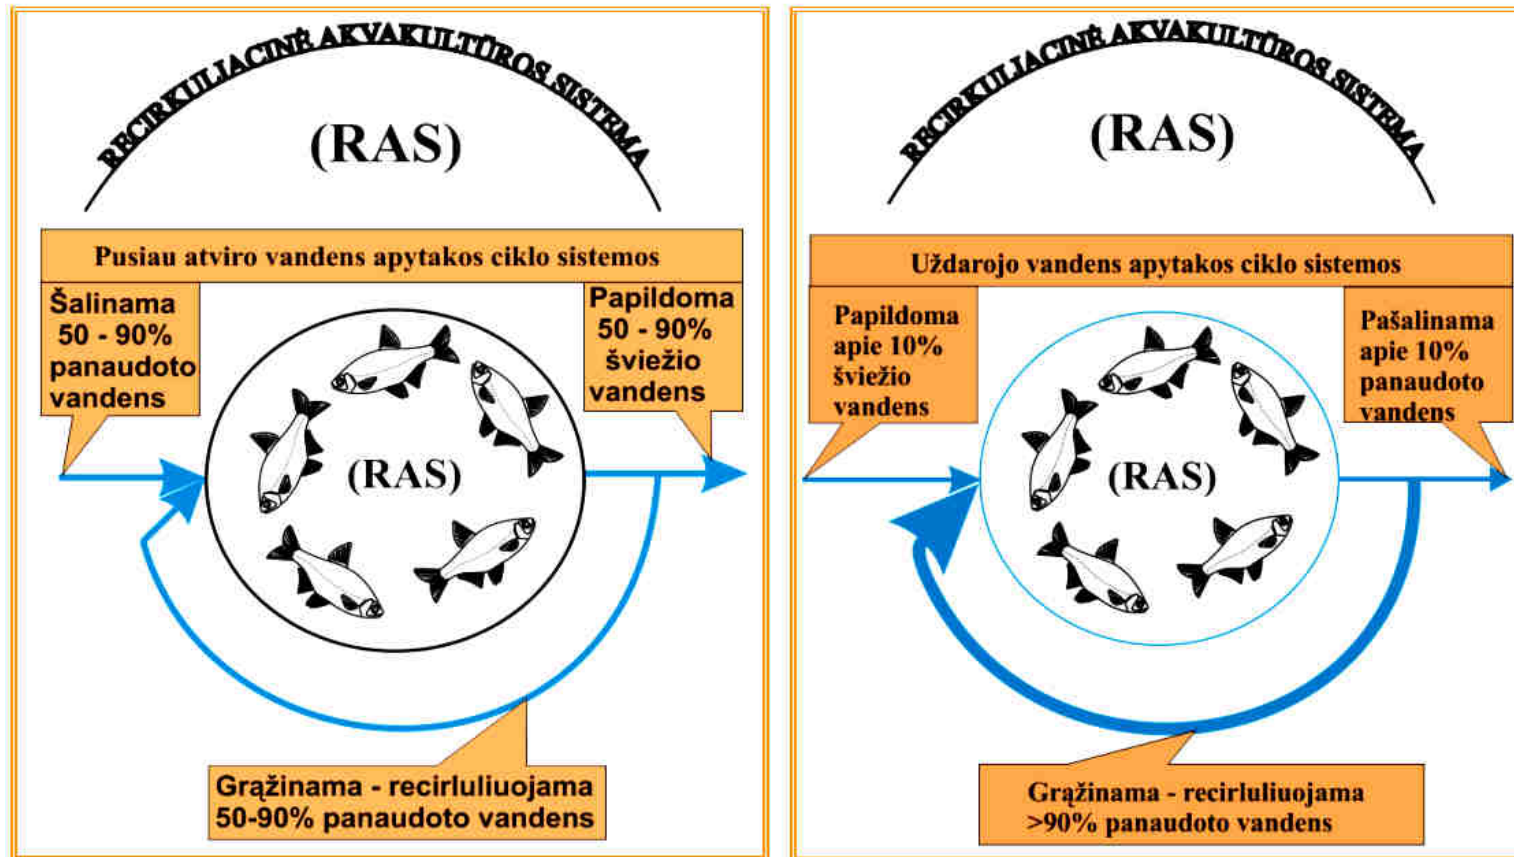 RECIRKULIACINĖ AKVAKULTŪROS SISTEMA
(RAS)
Pusiau atviro vandens apytakos ciklo sistemos
Šalinama
50 - 90%
panaudoto
vandens
Papildoma
50 - 90%
šviežio
vandens
(RAS)
Grąžinama - recirluliuojama
50-90% panaudoto vandens
RECIRKULIACINĖ AKVAKULTŪROS SISTEMA
(RAS)
Uždarojo vandens apytakos ciklo sistemos
Papildoma
apie 10%
šviežio
vandens
Pašalinama
apie 10%
panaudoto
vandens
(RAS)
Grąžinama - recirluliuojama
>90% panaudoto vandens